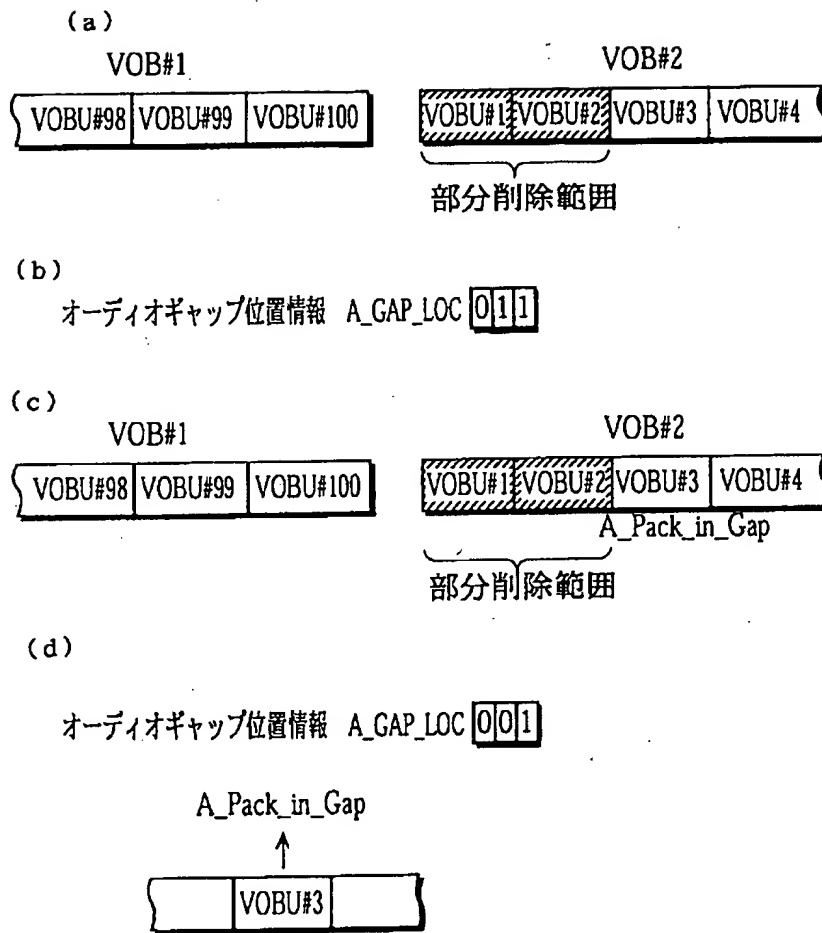 (a)
VOB#1 VOB#2
VOBU#98 VOBU#99 VOBU#100 VOBU#1 VOBU#2 VOBU#3 VOBU#4
部分削除範囲
(b)
オーディオギャップ位置情報 A_GAP_LOC 0 1 1
(c)
VOB#1 VOB#2
VOBU#98 VOBU#99 VOBU#100 VOBU#1 VOBU#2 VOBU#3 VOBU#4
A_Pack_in_Gap
部分削除範囲
(d)
オーディオギャップ位置情報 A_GAP_LOC 0 0 1
A_Pack_in_Gap
↑
VOBU#3